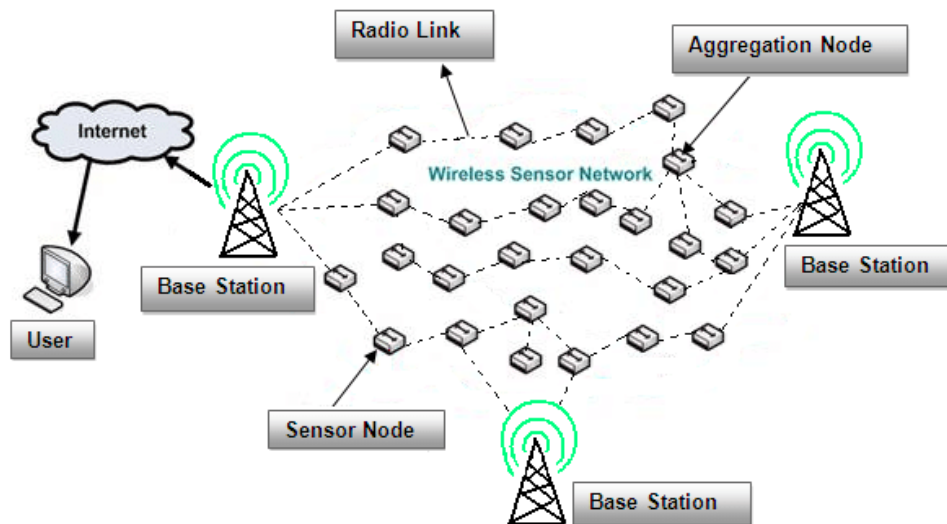 Radio Link
Aggregation Node
Internet
Wireless Sensor Network
Base Station
Base Station
User
Sensor Node
Base Station